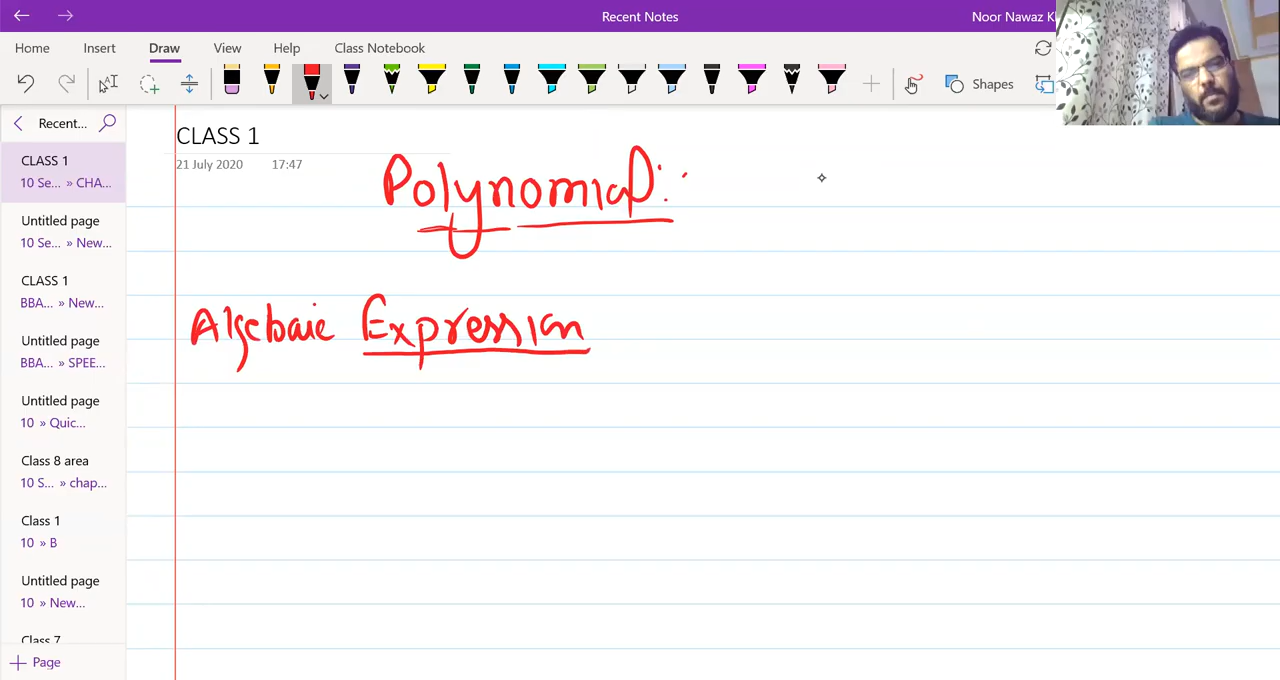 Recent Notes
Noor Nawaz K
Home Insert Draw View Help Class Notebook
Shapes
Recent...
CLASS 1
10 Se... » CHA...
Untitled page
10 Se... » New...
CLASS 1
BBA... » New...
Untitled page
BBA... » SPEE...
Untitled page
10 » Quic...
Class 8 area
10 S... » chap...
Class 1
10 » B
Untitled page
10 » New...
Class 7
Page
CLASS 1
21 July 2020 17:47
Polynomial:
Algebraic Expression